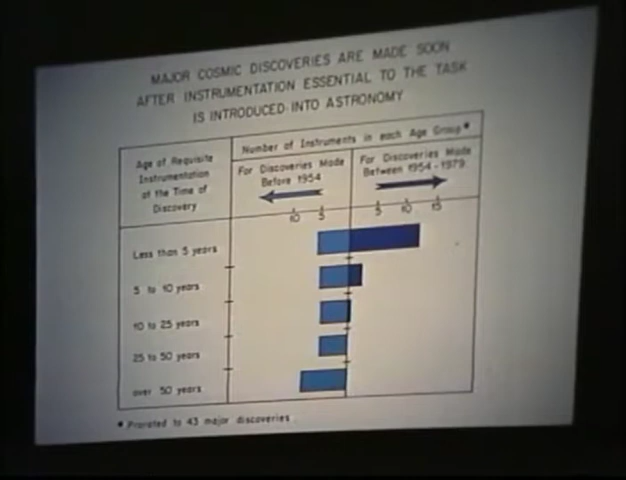 MAJOR COSMIC DISCOVERIES ARE MADE SOON
AFTER INSTRUMENTATION ESSENTIAL TO THE TASK
IS INTRODUCED INTO ASTRONOMY
Age of Requisite
Instrumentation
at the Time of
Discovery
Number of Instruments in each Age Group*
For Discoveries Made
Before 1954
For Discoveries Made
Between 1954-1979
10 5 5 10 15
Less than 5 years
5 to 10 years
10 to 25 years
25 to 50 years
over 50 years
* Prorated to 43 major discoveries